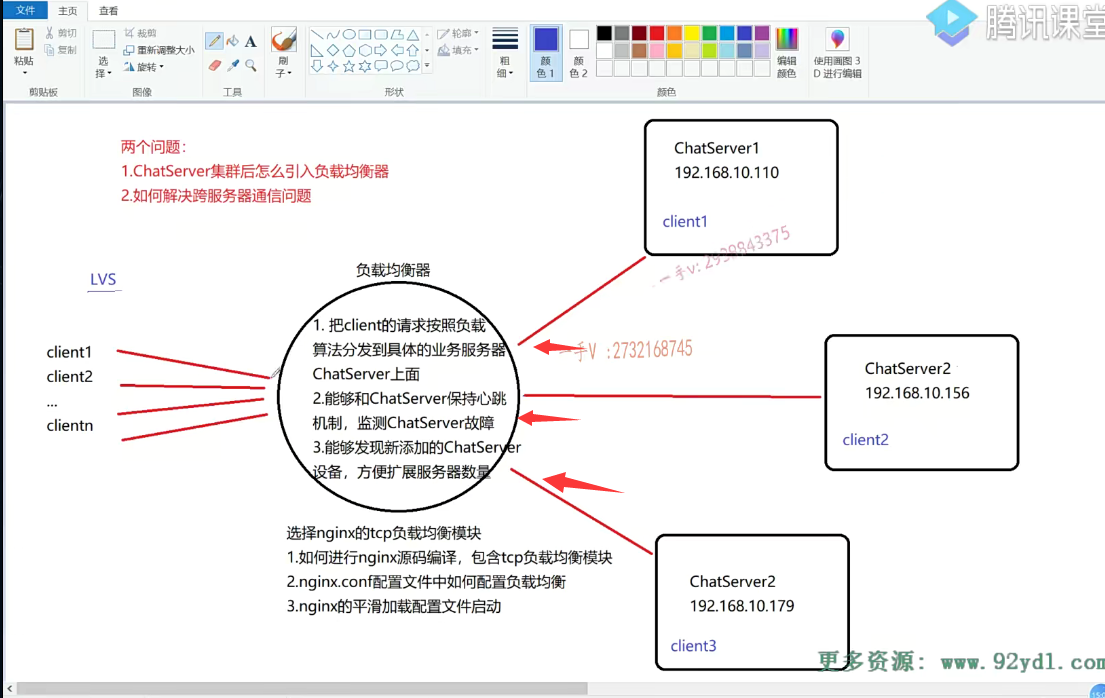 文件 主页 查看
腾讯课堂
粘贴
剪切
复制
剪贴板
选择
裁剪
重新调整大小
旋转
图像
A
工具
刷子
形状
轮廓
填充
粗细
颜色 1
颜色 2
颜色
编辑颜色
使用画图 3D 进行编辑
两个问题:
1.ChatServer集群后怎么引入负载均衡器
2.如何解决跨服务器通信问题
ChatServer1
192.168.10.110
client1
一手v: 2938843375
LVS
负载均衡器
1. 把client的请求按照负载
算法分发到具体的业务服务器
ChatServer上面
2.能够和ChatServer保持心跳
机制，监测ChatServer故障
3.能够发现新添加的ChatServer
设备，方便扩展服务器数量
client1
client2
...
clientn
一手V :2732168745
ChatServer2
192.168.10.156
client2
选择nginx的tcp负载均衡模块
1.如何进行nginx源码编译，包含tcp负载均衡模块
2.nginx.conf配置文件中如何配置负载均衡
3.nginx的平滑加载配置文件启动
ChatServer2
192.168.10.179
client3
更多资源: www.92yd1.com